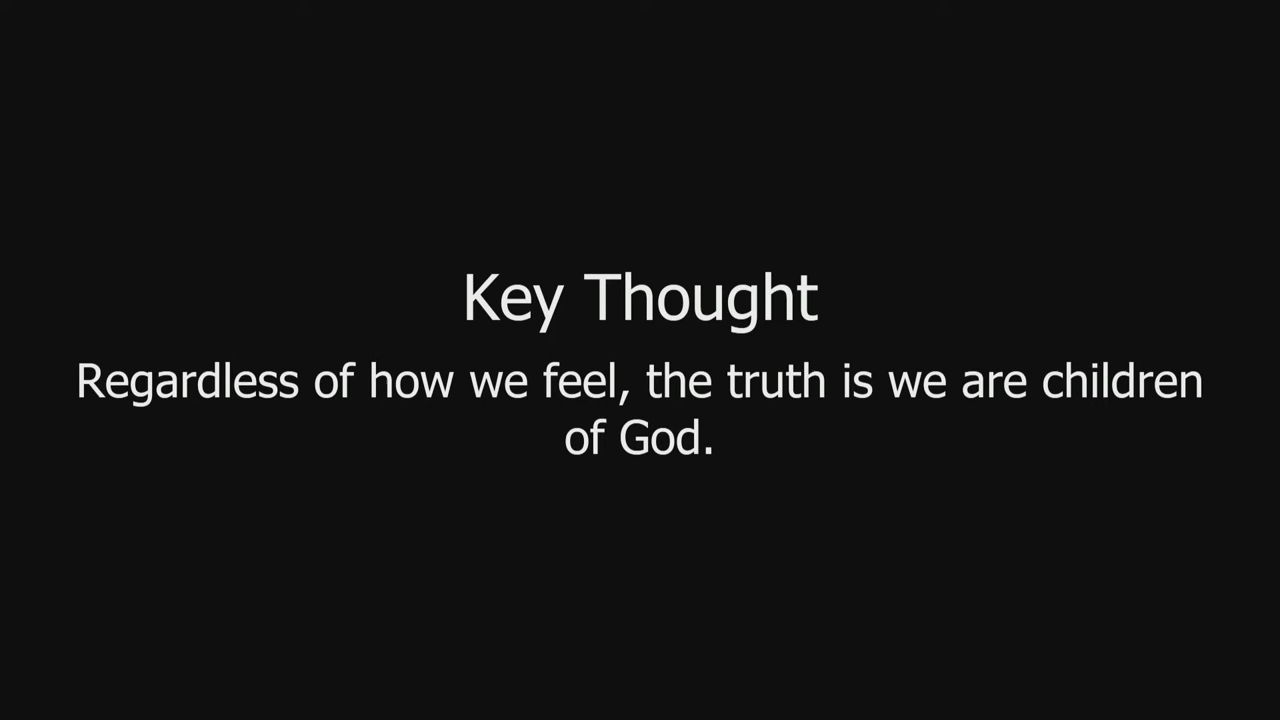 Key Thought
Regardless of how we feel, the truth is we are children
of God.